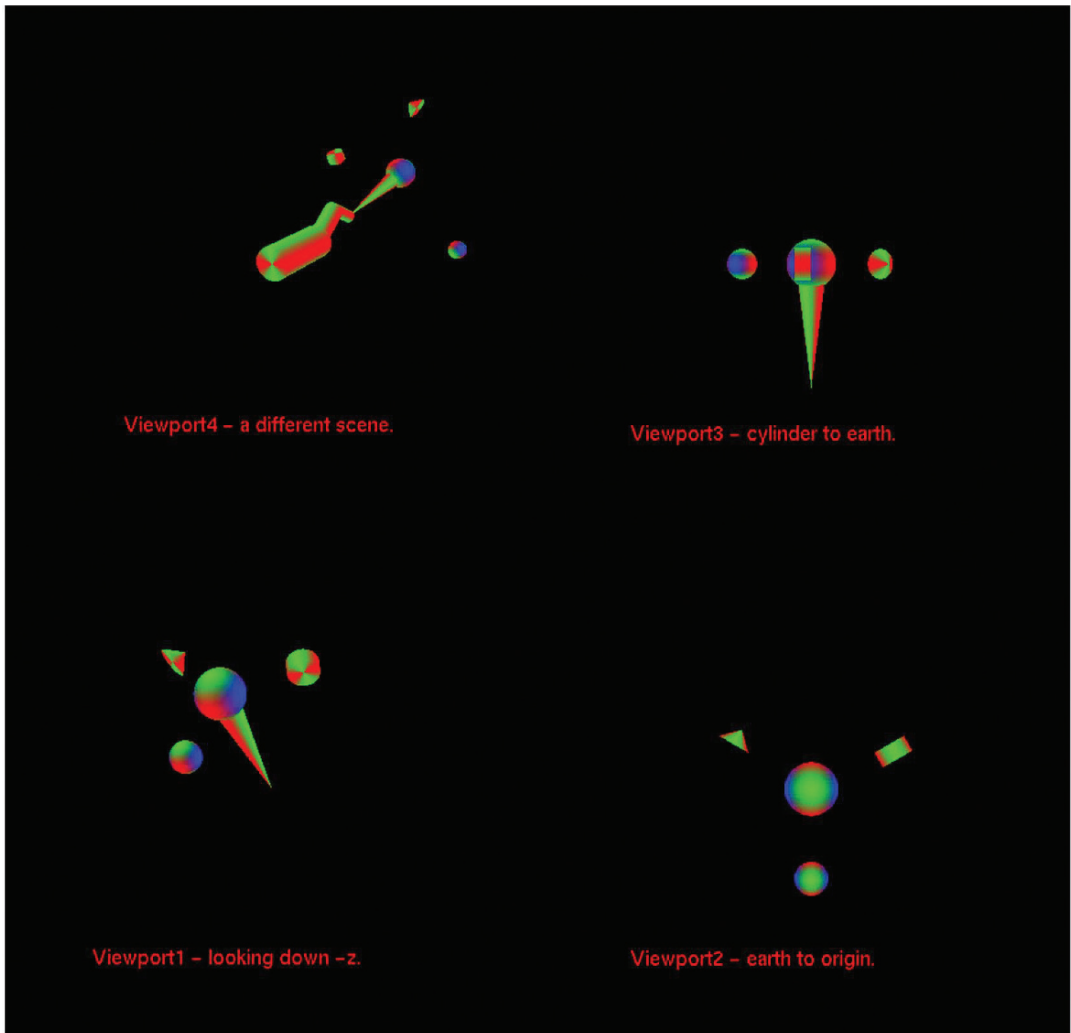 Viewport4 – a different scene.
Viewport3 – cylinder to earth.
Viewport1 – looking down –z.
Viewport2 – earth to origin.